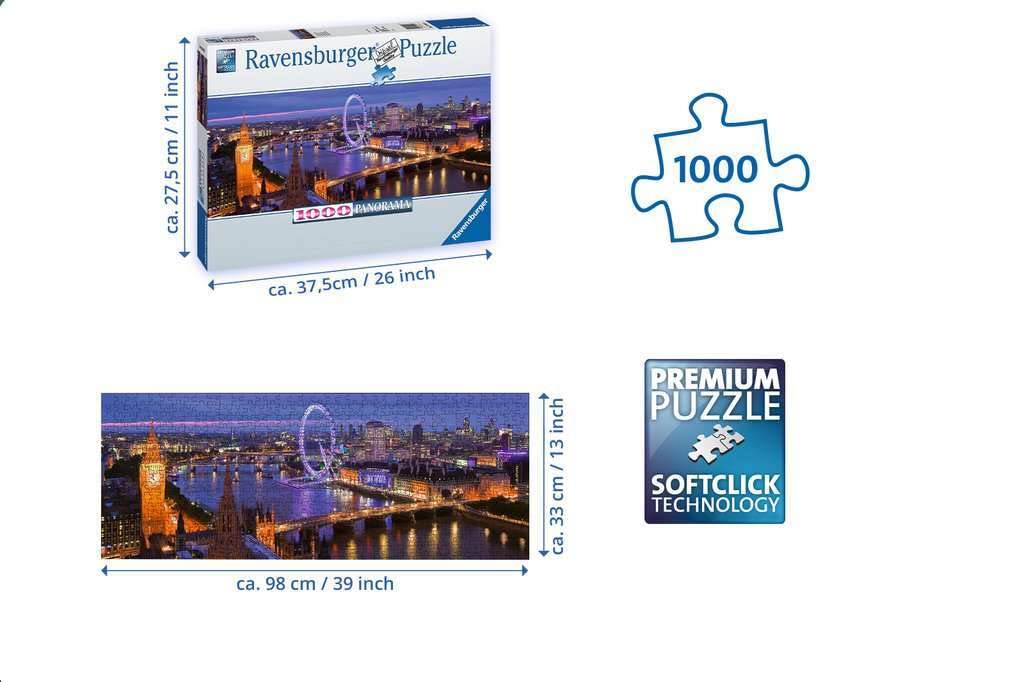 Ravensburger Puzzle
1000 PANORAMA
Ravensburger
ca. 27,5 cm / 11 inch
ca. 37,5cm / 26 inch
1000
ca. 33 cm / 13 inch
ca. 98 cm / 39 inch
PREMIUM
PUZZLE
SOFTCLICK
TECHNOLOGY